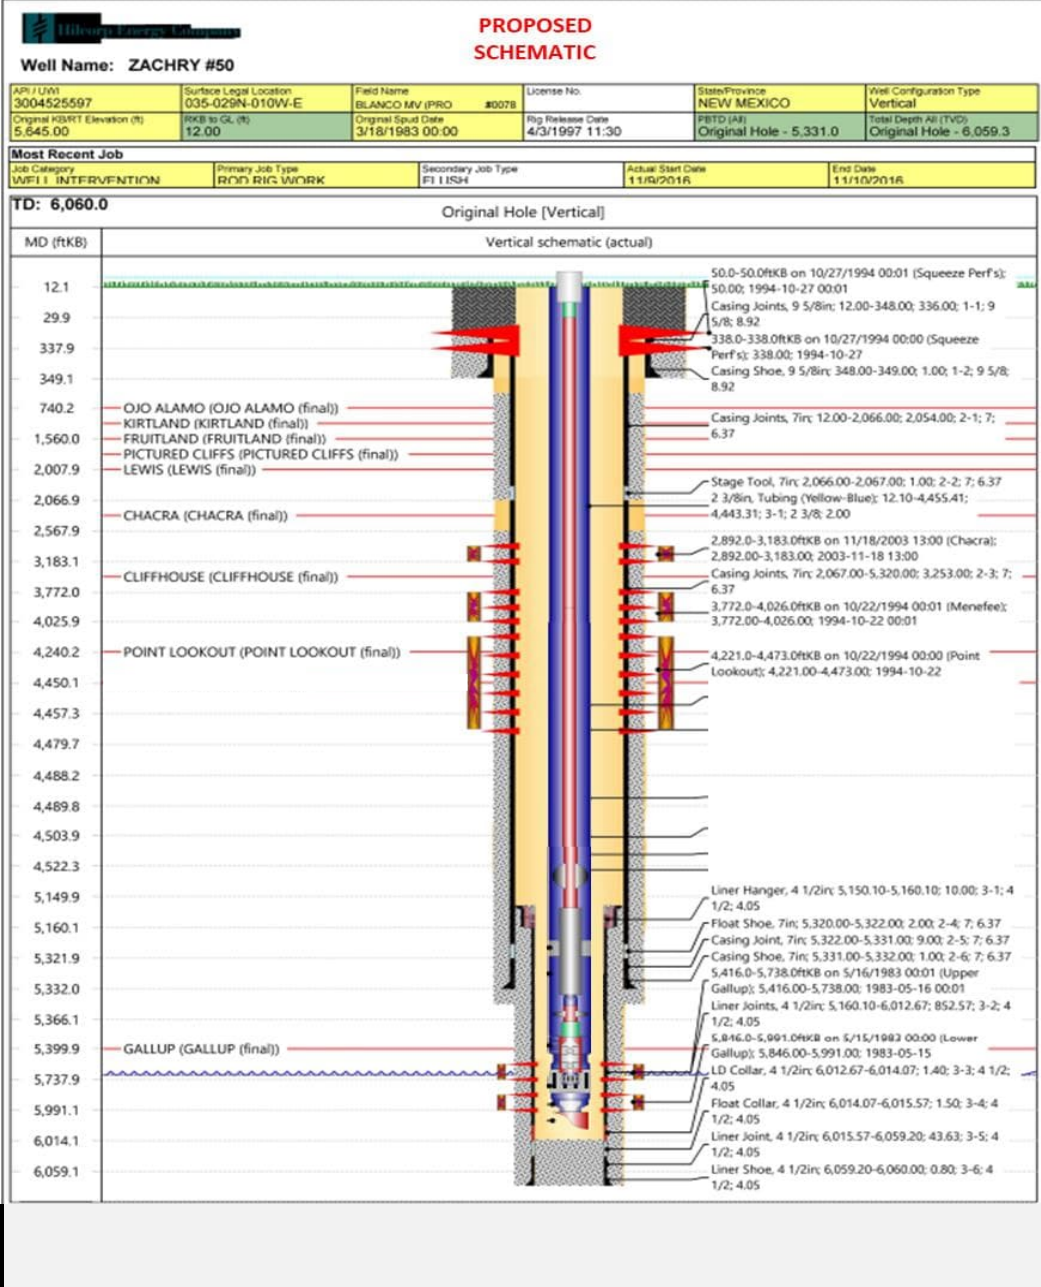 Hilcorp Energy Company
PROPOSED
SCHEMATIC
Well Name: ZACHRY #50
API / UWI
3004525597
Surface Legal Location
035-029N-010W-E
Field Name
BLANCO MV (PRO #0078
License No.
State/Province
NEW MEXICO
Well Configuration Type
Vertical
Original KB/RT Elevation (ft)
5,645.00
RKB to GL (ft)
12.00
Original Spud Date
3/18/1983 00:00
Rig Release Date
4/3/1997 11:30
PBTD (All)
Original Hole - 5,331.0
Total Depth All (TVD)
Original Hole - 6,059.3
Most Recent Job
Job Category
WELL INTERVENTION
Primary Job Type
ROD RIG WORK
Secondary Job Type
FLUSH
Actual Start Date
11/9/2016
End Date
11/10/2016
TD: 6,060.0
Original Hole [Vertical]
MD (ftKB)
Vertical schematic (actual)
12.1
29.9
337.9
349.1
740.2
1,560.0
2,007.9
2,066.9
2,567.9
3,183.1
3,772.0
4,025.9
4,240.2
4,450.1
4,457.3
4,479.7
4,488.2
4,489.8
4,503.9
4,522.3
5,149.9
5,160.1
5,321.9
5,332.0
5,366.1
5,399.9
5,737.9
5,991.1
6,014.1
6,059.1
OJO ALAMO (OJO ALAMO (final))
KIRTLAND (KIRTLAND (final))
FRUITLAND (FRUITLAND (final))
PICTURED CLIFFS (PICTURED CLIFFS (final))
LEWIS (LEWIS (final))
CHACRA (CHACRA (final))
CLIFFHOUSE (CLIFFHOUSE (final))
POINT LOOKOUT (POINT LOOKOUT (final))
GALLUP (GALLUP (final))
50.0-50.0ftKB on 10/27/1994 00:01 (Squeeze Perf's);
50.00; 1994-10-27 00:01
Casing Joints, 9 5/8in; 12.00-348.00; 336.00; 1-1; 9
5/8; 8.92
338.0-338.0ftKB on 10/27/1994 00:00 (Squeeze
Perf's); 338.00; 1994-10-27
Casing Shoe, 9 5/8in; 348.00-349.00; 1.00; 1-2; 9 5/8;
8.92
Casing Joints, 7in; 12.00-2,066.00; 2,054.00; 2-1; 7;
6.37
Stage Tool, 7in; 2,066.00-2,067.00; 1.00; 2-2; 7; 6.37
2 3/8in, Tubing (Yellow-Blue); 12.10-4,455.41;
4,443.31; 3-1; 2 3/8; 2.00
2,892.0-3,183.0ftKB on 11/18/2003 13:00 (Chacra);
2,892.00-3,183.00; 2003-11-18 13:00
Casing Joints, 7in; 2,067.00-5,320.00; 3,253.00; 2-3; 7;
6.37
3,772.0-4,026.0ftKB on 10/22/1994 00:01 (Menefee);
3,772.00-4,026.00; 1994-10-22 00:01
4,221.0-4,473.0ftKB on 10/22/1994 00:00 (Point
Lookout); 4,221.00-4,473.00; 1994-10-22
Liner Hanger, 4 1/2in; 5,150.10-5,160.10; 10.00; 3-1; 4
1/2; 4.05
Float Shoe, 7in; 5,320.00-5,322.00; 2.00; 2-4; 7; 6.37
Casing Joint, 7in; 5,322.00-5,331.00; 9.00; 2-5; 7; 6.37
Casing Shoe, 7in; 5,331.00-5,332.00; 1.00; 2-6; 7; 6.37
5,416.0-5,738.0ftKB on 5/16/1983 00:01 (Upper
Gallup); 5,416.00-5,738.00; 1983-05-16 00:01
Liner Joints, 4 1/2in; 5,160.10-6,012.67; 852.57; 3-2; 4
1/2; 4.05
5,846.0-5,991.0ftKB on 5/15/1983 00:00 (Lower
Gallup); 5,846.00-5,991.00; 1983-05-15
LD Collar, 4 1/2in; 6,012.67-6,014.07; 1.40; 3-3; 4 1/2;
4.05
Float Collar, 4 1/2in; 6,014.07-6,015.57; 1.50; 3-4; 4
1/2; 4.05
Liner Joint, 4 1/2in; 6,015.57-6,059.20; 43.63; 3-5; 4
1/2; 4.05
Liner Shoe, 4 1/2in; 6,059.20-6,060.00; 0.80; 3-6; 4
1/2; 4.05